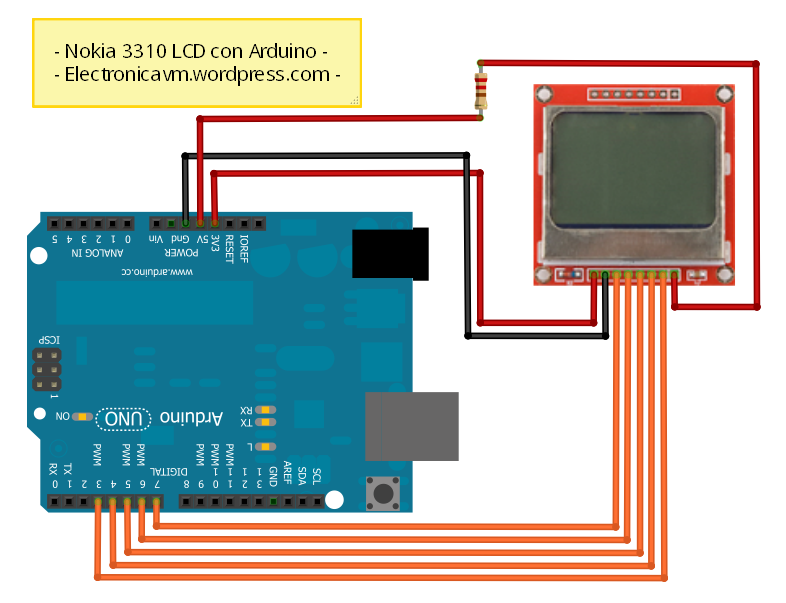 - Nokia 3310 LCD con Arduino -
- Electronicavm.wordpress.com -
5 4 3 2 1 0
ANALOG IN
Vin Gnd 5V 3V3 RESET IOREF
POWER
www.arduino.cc
ICSP
1
ON
UNO
Arduino
RX
TX
L
PWM PWM PWM PWM PWM PWM
RX TX
DIGITAL
0 1 2 3 4 5 6 7 8 9 10 11 12 13 GND AREF SDA SCL